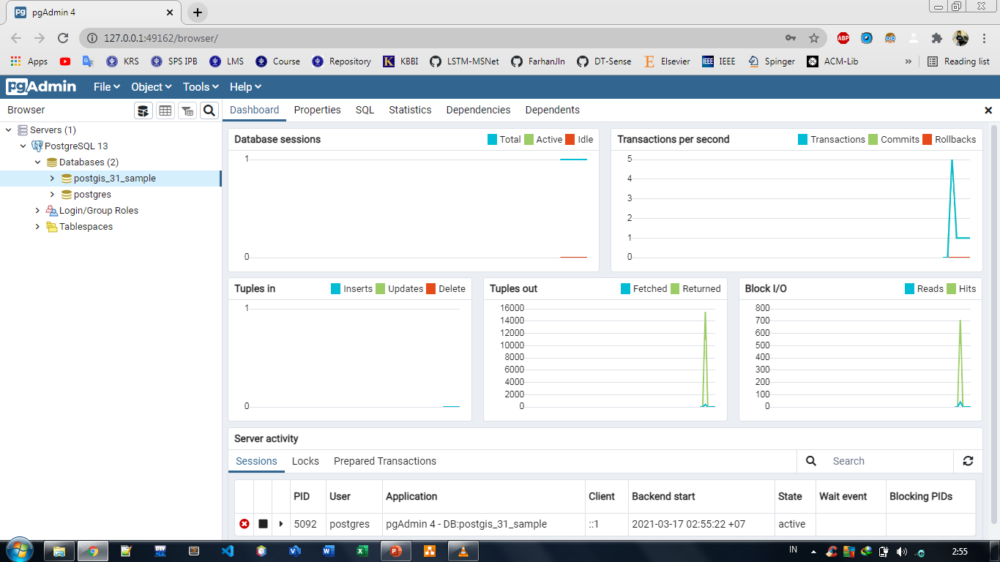 pgAdmin 4
127.0.0.1:49162/browser/
ABP
Apps KRS SPS IPB LMS Course Repository KBBI LSTM-MSNet FarhanJln DT-Sense Elsevier IEEE IEEE Spinger ACM-Lib » Reading list
pgAdmin File Object Tools Help
Browser
Dashboard Properties SQL Statistics Dependencies Dependents
Servers (1)
PostgreSQL 13
Databases (2)
postgis_31_sample
postgres
Login/Group Roles
Tablespaces
Database sessions Total Active Idle
1
0
Transactions per second Transactions Commits Rollbacks
5
4
3
2
1
0
Tuples in Inserts Updates Delete
1
0
Tuples out Fetched Returned
16000
14000
12000
10000
8000
6000
4000
2000
0
Block I/O Reads Hits
800
700
600
500
400
300
200
100
0
Server activity
Sessions Locks Prepared Transactions Search
PID User Application Client Backend start State Wait event Blocking PIDs
5092 postgres pgAdmin 4 - DB:postgis_31_sample ::1 2021-03-17 02:55:22 +07 active
IN 2:55